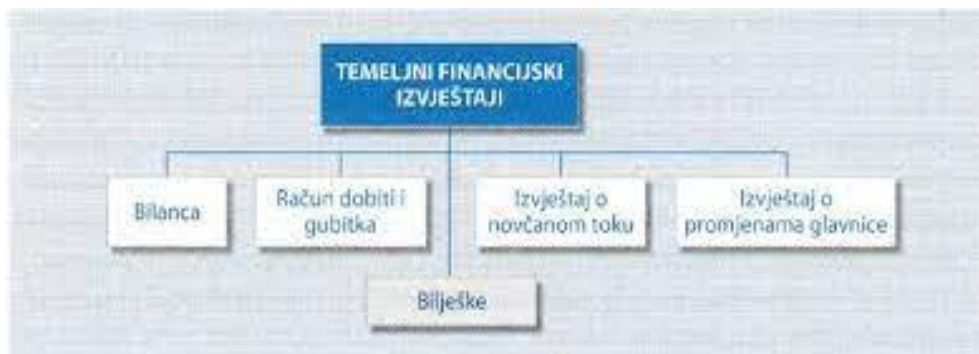 TEMELJNI FINANCIJSKI
IZVJEŠTAJI
Bilanca
Račun dobiti i
gubitka
Izvještaj o
novčanom toku
Izvještaj o
promjenama glavnice
Bilješke